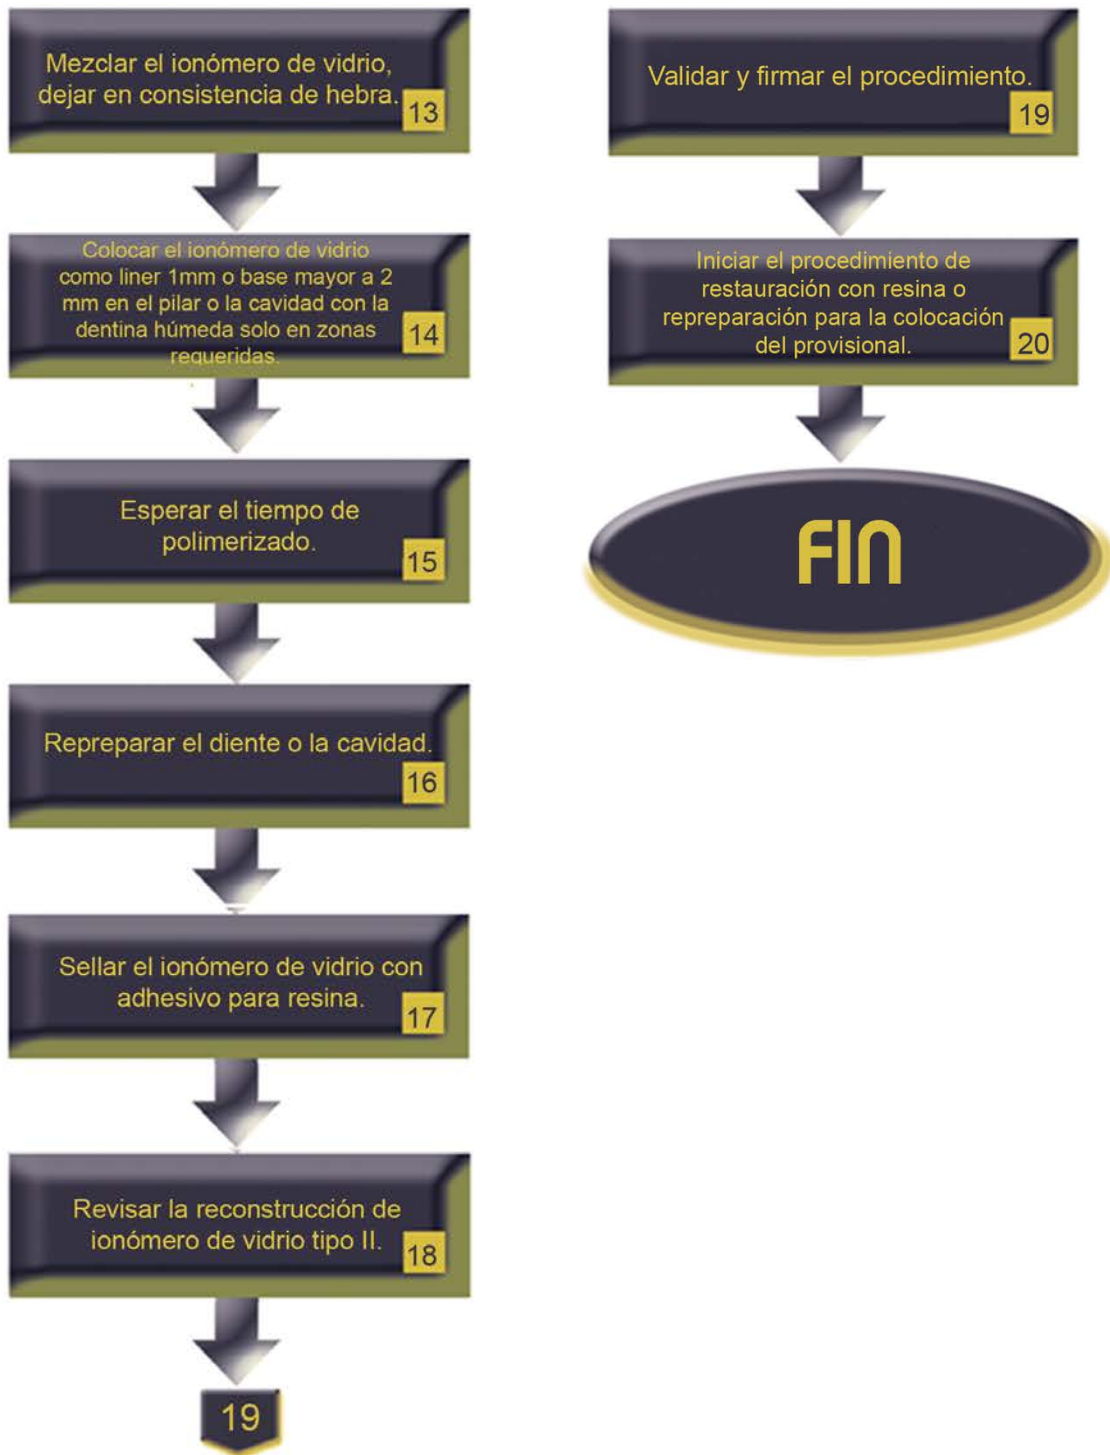 Mezclar el ionómero de vidrio,
dejar en consistencia de hebra.
13
Colocar el ionómero de vidrio
como liner 1mm o base mayor a 2
mm en el pilar o la cavidad con la
dentina húmeda solo en zonas
requeridas.
14
Esperar el tiempo de
polimerizado.
15
Repreparar el diente o la cavidad.
16
Sellar el ionómero de vidrio con
adhesivo para resina.
17
Revisar la reconstrucción de
ionómero de vidrio tipo II.
18
19
Validar y firmar el procedimiento.
19
Iniciar el procedimiento de
restauración con resina o
repreparación para la colocación
del provisional.
20
FIN